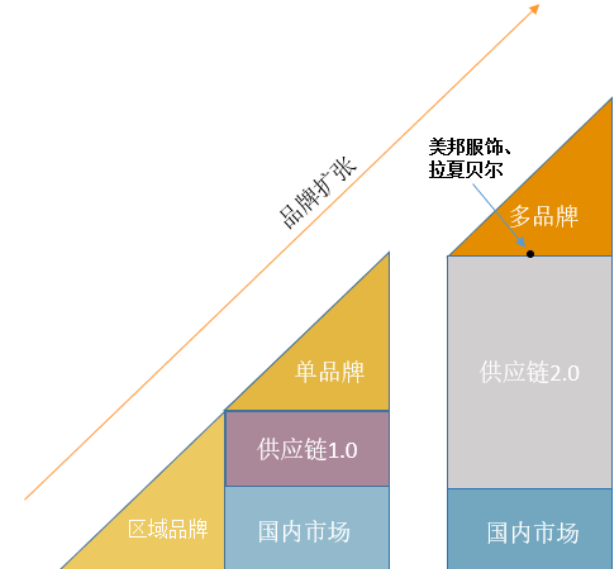 美邦服饰、
拉夏贝尔
品牌扩张
多品牌
单品牌
供应链2.0
供应链1.0
区域品牌
国内市场
国内市场